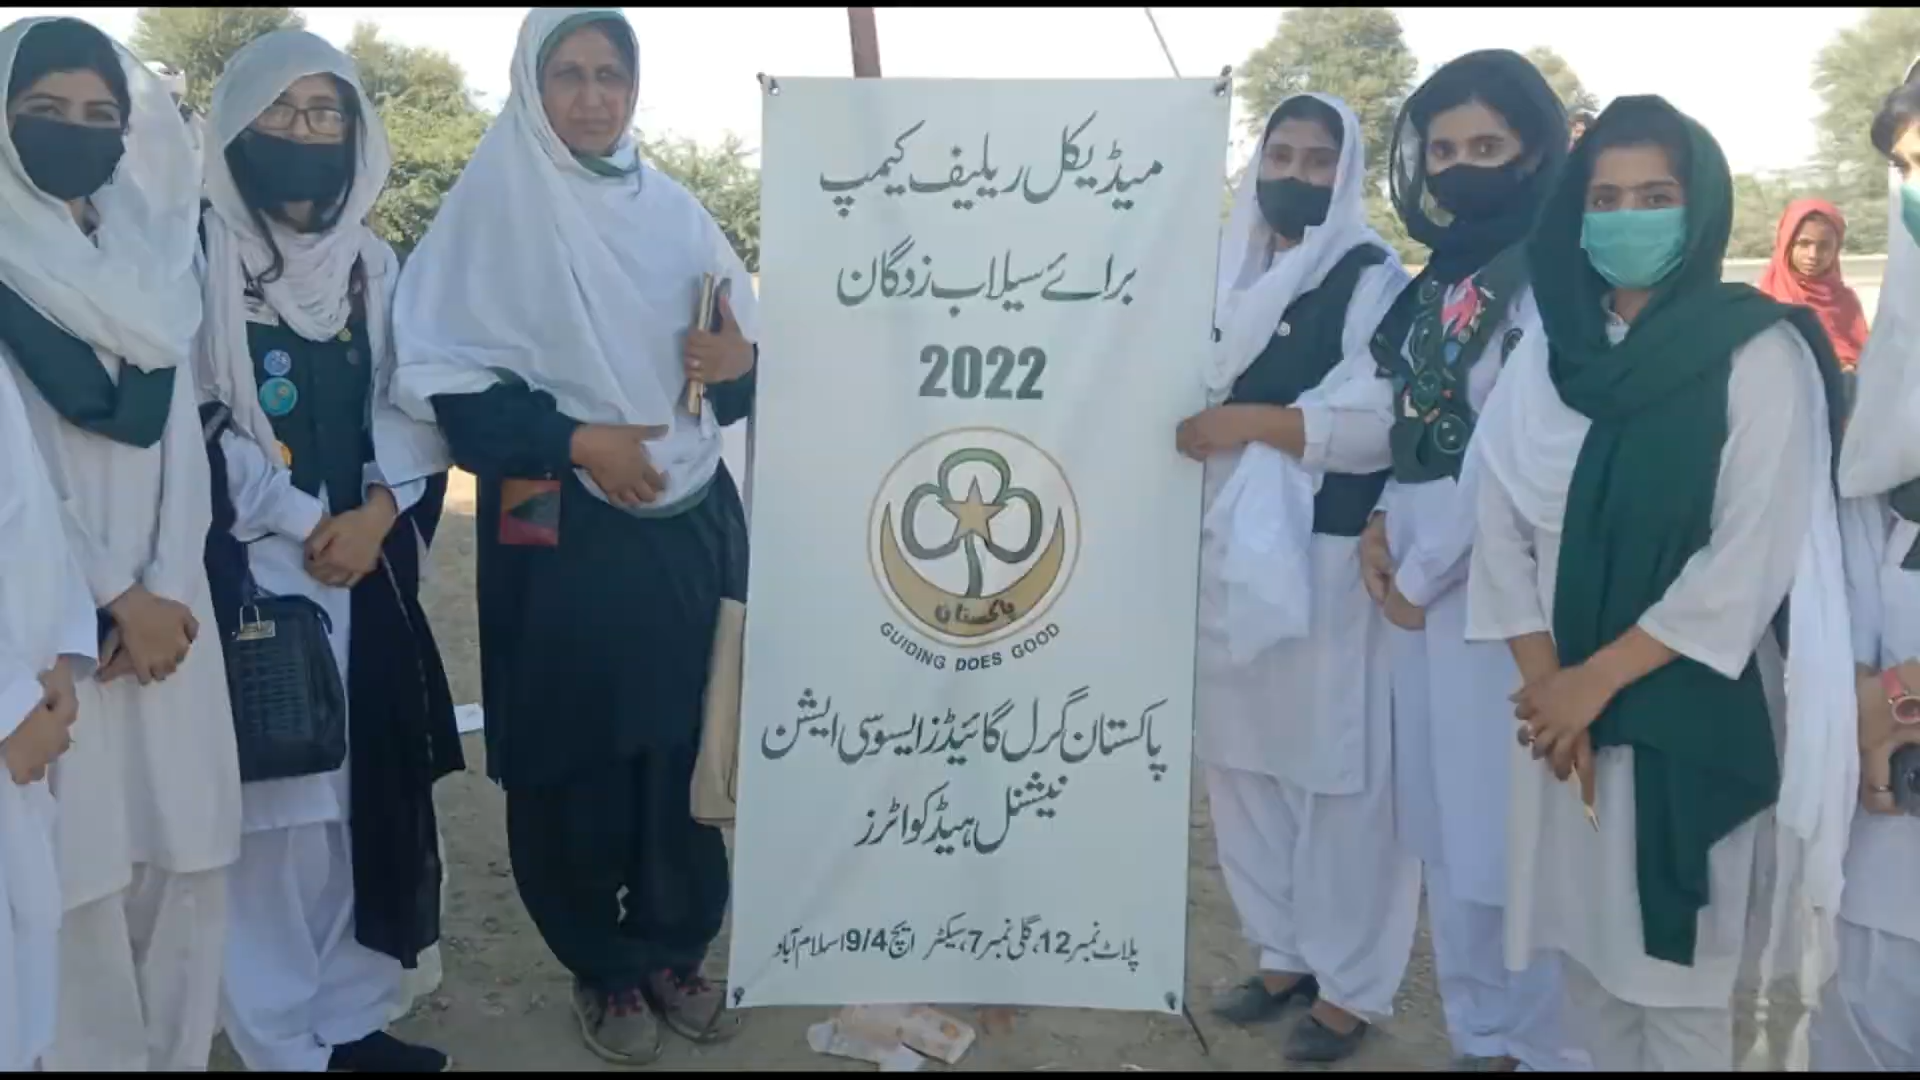 میڈیکل ریلیف کیمپ
برائے سیلاب زدگان
2022
پاکستان
GUIDING DOES GOOD
پاکستان گرل گائیڈز ایسوسی ایشن
نیشنل ہیڈ کواٹرز
پلاٹ نمبر 12، گلی نمبر 7، سیکٹر ایچ 9/4 اسلام آباد